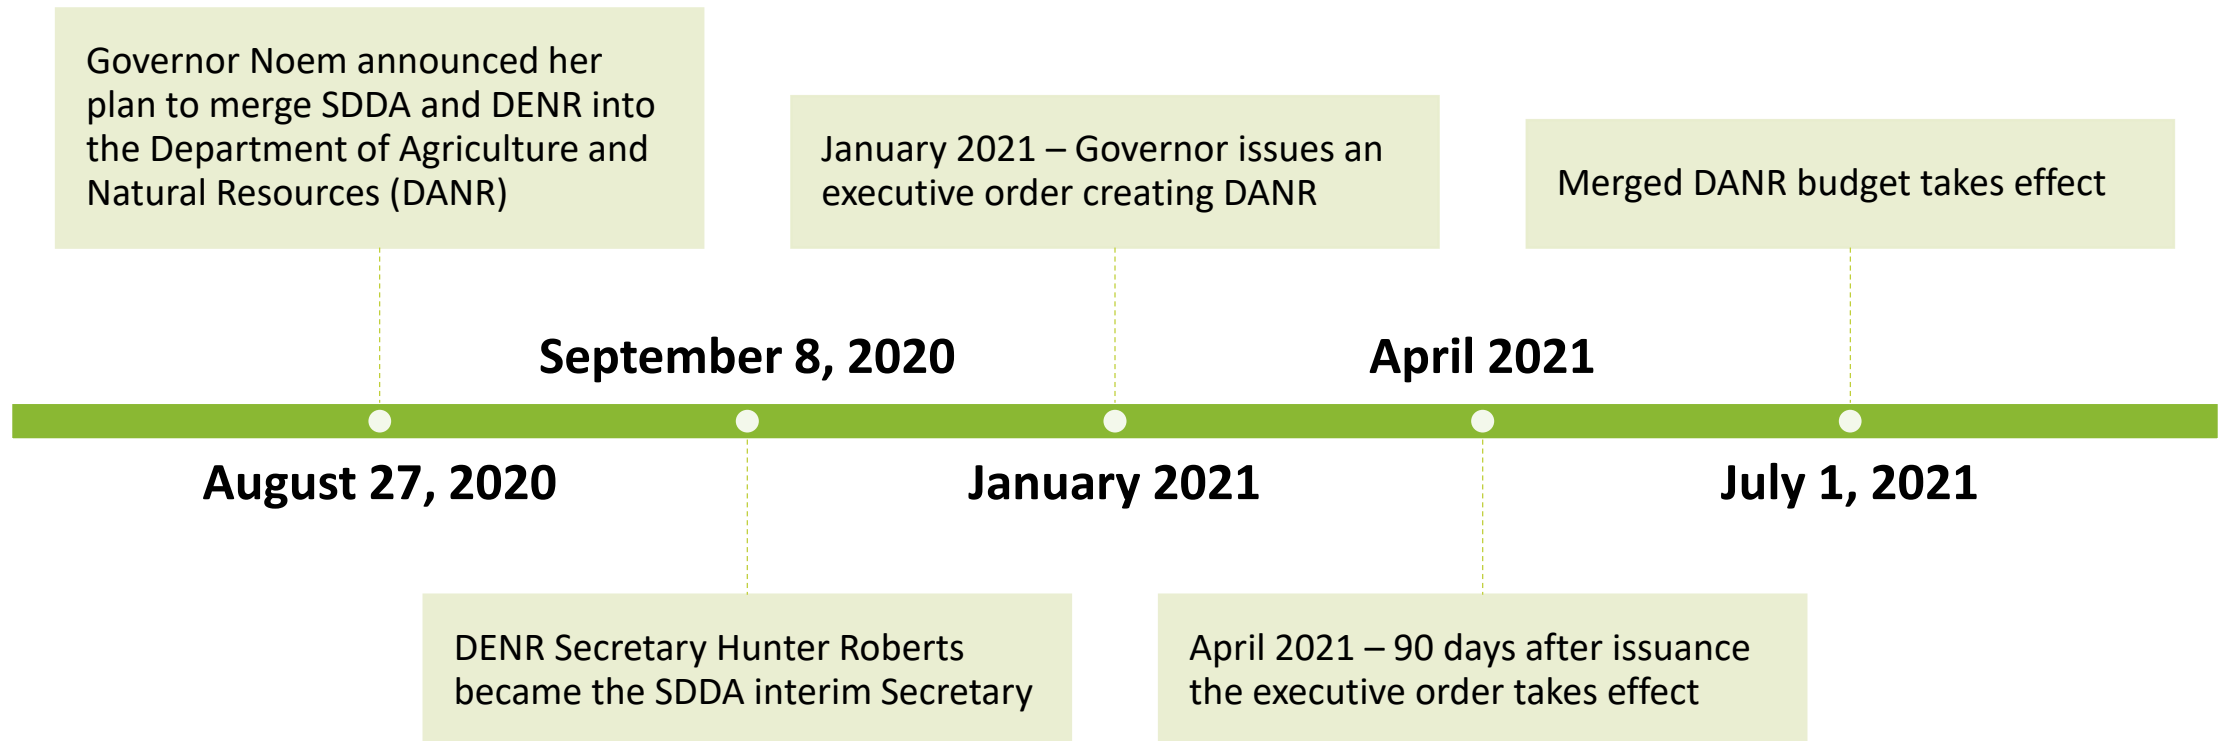 Governor Noem announced her
plan to merge SDDA and DENR into
the Department of Agriculture and
Natural Resources (DANR)
January 2021 – Governor issues an
executive order creating DANR
Merged DANR budget takes effect
September 8, 2020
April 2021
August 27, 2020
January 2021
July 1, 2021
DENR Secretary Hunter Roberts
became the SDDA interim Secretary
April 2021 – 90 days after issuance
the executive order takes effect